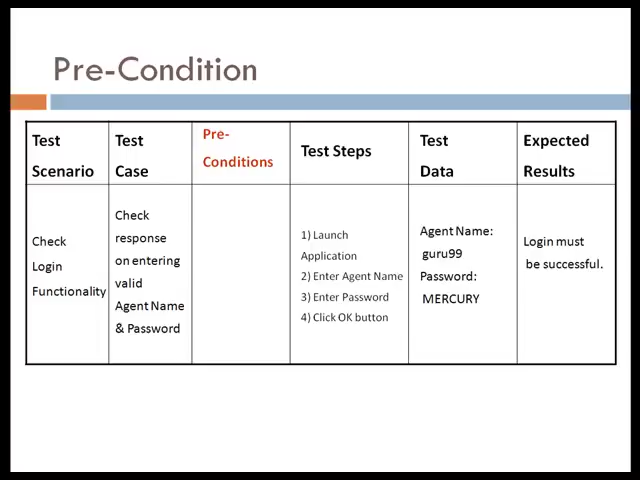 Pre-Condition
Test
Scenario
Test
Case
Pre-
Conditions
Test Steps
Test
Data
Expected
Results
Check
Login
Functionality
Check
response
on entering
valid
Agent Name
& Password
1) Launch
Application
2) Enter Agent Name
3) Enter Password
4) Click OK button
Agent Name:
guru99
Password:
MERCURY
Login must
be successful.